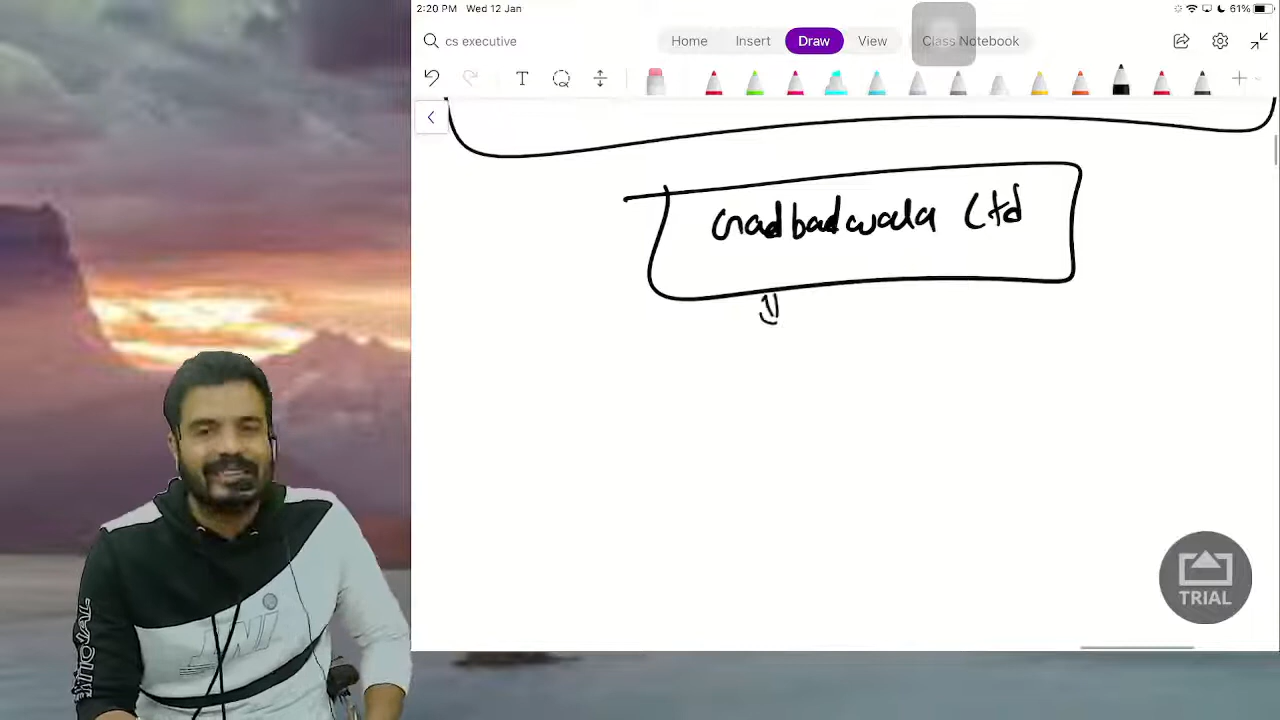 2:20 PM Wed 12 Jan
61%
cs executive
Home Insert Draw View Class Notebook
T
Gadbadwala Ltd
TRIAL